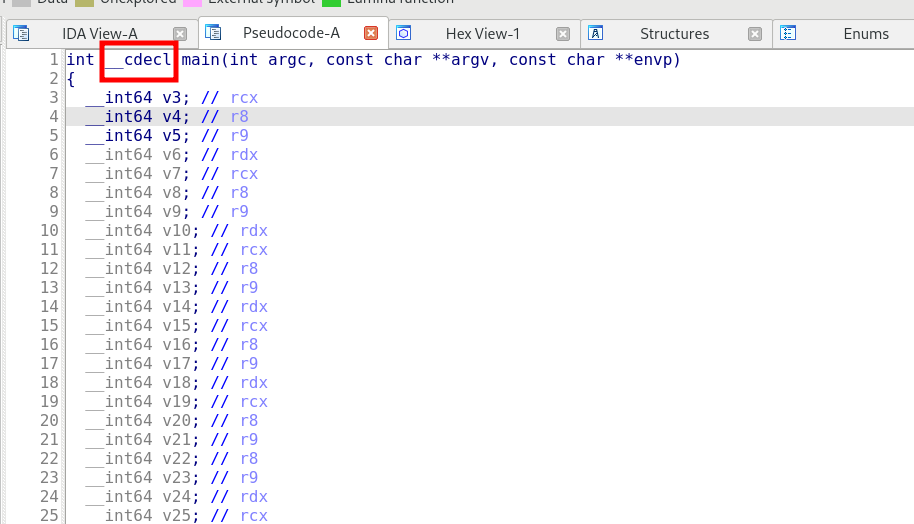 Data Unexplored External symbol Lumina function
IDA View-A Pseudocode-A Hex View-1 Structures Enums
1 int __cdecl main(int argc, const char **argv, const char **envp)
2 {
3 __int64 v3; // rcx
4 __int64 v4; // r8
5 __int64 v5; // r9
6 __int64 v6; // rdx
7 __int64 v7; // rcx
8 __int64 v8; // r8
9 __int64 v9; // r9
10 __int64 v10; // rdx
11 __int64 v11; // rcx
12 __int64 v12; // r8
13 __int64 v13; // r9
14 __int64 v14; // rdx
15 __int64 v15; // rcx
16 __int64 v16; // r8
17 __int64 v17; // r9
18 __int64 v18; // rdx
19 __int64 v19; // rcx
20 __int64 v20; // r8
21 __int64 v21; // r9
22 __int64 v22; // r8
23 __int64 v23; // r9
24 __int64 v24; // rdx
25 __int64 v25; // rcx